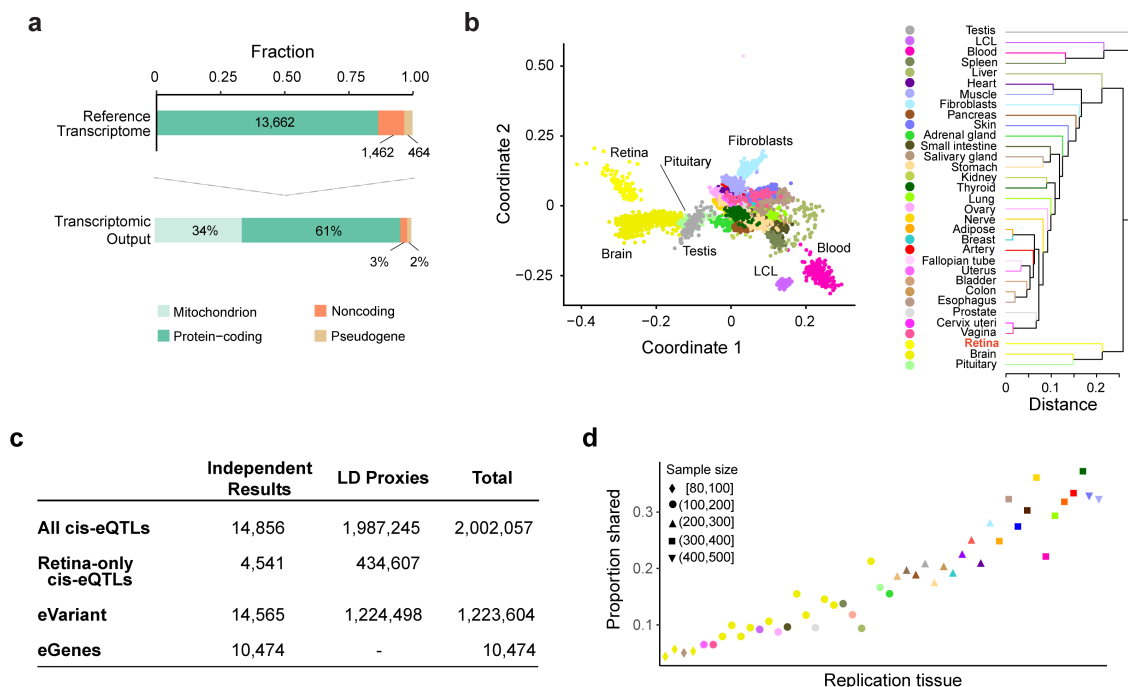 a
Fraction
0
0.25
0.50
0.75
1.00
Reference
Transcriptome
13,662
1,462
464
Transcriptomic
Output
34%
61%
3%
2%
Mitochondrion
Noncoding
Protein−coding
Pseudogene
b
Coordinate 2
0.50
0.25
0
−0.25
Retina
Pituitary
Fibroblasts
Brain
Testis
LCL
Blood
−0.4
−0.2
0
0.2
Coordinate 1
Testis
LCL
Blood
Spleen
Liver
Heart
Muscle
Fibroblasts
Pancreas
Skin
Adrenal gland
Small intestine
Salivary gland
Stomach
Kidney
Thyroid
Lung
Ovary
Nerve
Adipose
Breast
Artery
Fallopian tube
Uterus
Bladder
Colon
Esophagus
Prostate
Cervix uteri
Vagina
Retina
Brain
Pituitary
0
0.1
0.2
Distance
c
Independent Results LD Proxies Total
All cis-eQTLs 14,856 1,987,245 2,002,057
Retina-only cis-eQTLs 4,541 434,607
eVariant 14,565 1,224,498 1,223,604
eGenes 10,474 - 10,474
d
Proportion shared
0.3
0.2
0.1
Sample size
[80,100]
(100,200]
(200,300]
(300,400]
(400,500]
Replication tissue